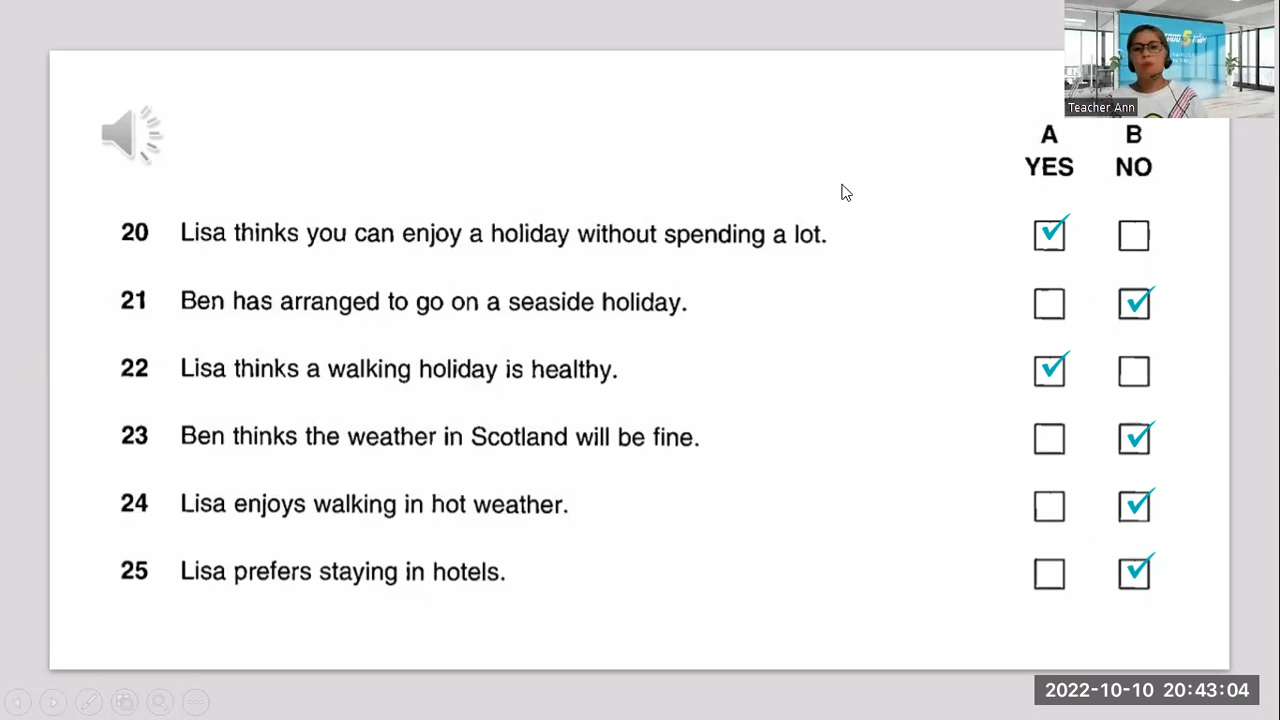 Teacher Ann
A B
YES NO
20 Lisa thinks you can enjoy a holiday without spending a lot.
21 Ben has arranged to go on a seaside holiday.
22 Lisa thinks a walking holiday is healthy.
23 Ben thinks the weather in Scotland will be fine.
24 Lisa enjoys walking in hot weather.
25 Lisa prefers staying in hotels.
2022-10-10 20:43:04